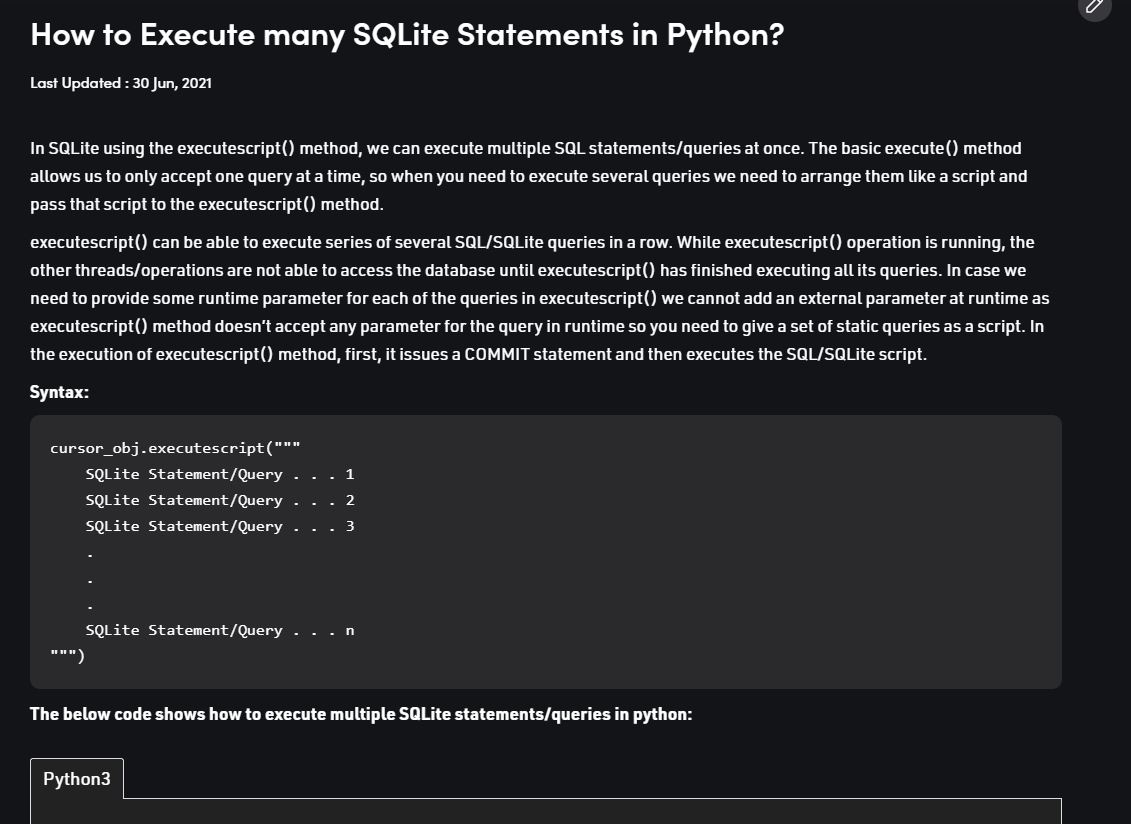 How to Execute many SQLite Statements in Python?
Last Updated : 30 Jun, 2021
In SQLite using the executescript() method, we can execute multiple SQL statements/queries at once. The basic execute() method
allows us to only accept one query at a time, so when you need to execute several queries we need to arrange them like a script and
pass that script to the executescript() method.
executescript() can be able to execute series of several SQL/SQLite queries in a row. While executescript() operation is running, the
other threads/operations are not able to access the database until executescript() has finished executing all its queries. In case we
need to provide some runtime parameter for each of the queries in executescript() we cannot add an external parameter at runtime as
executescript() method doesn't accept any parameter for the query in runtime so you need to give a set of static queries as a script. In
the execution of executescript() method, first, it issues a COMMIT statement and then executes the SQL/SQLite script.
Syntax:
cursor_obj.executescript("""
    SQLite Statement/Query . . . 1
    SQLite Statement/Query . . . 2
    SQLite Statement/Query . . . 3
    .
    .
    .
    SQLite Statement/Query . . . n
""")
The below code shows how to execute multiple SQLite statements/queries in python:
Python3